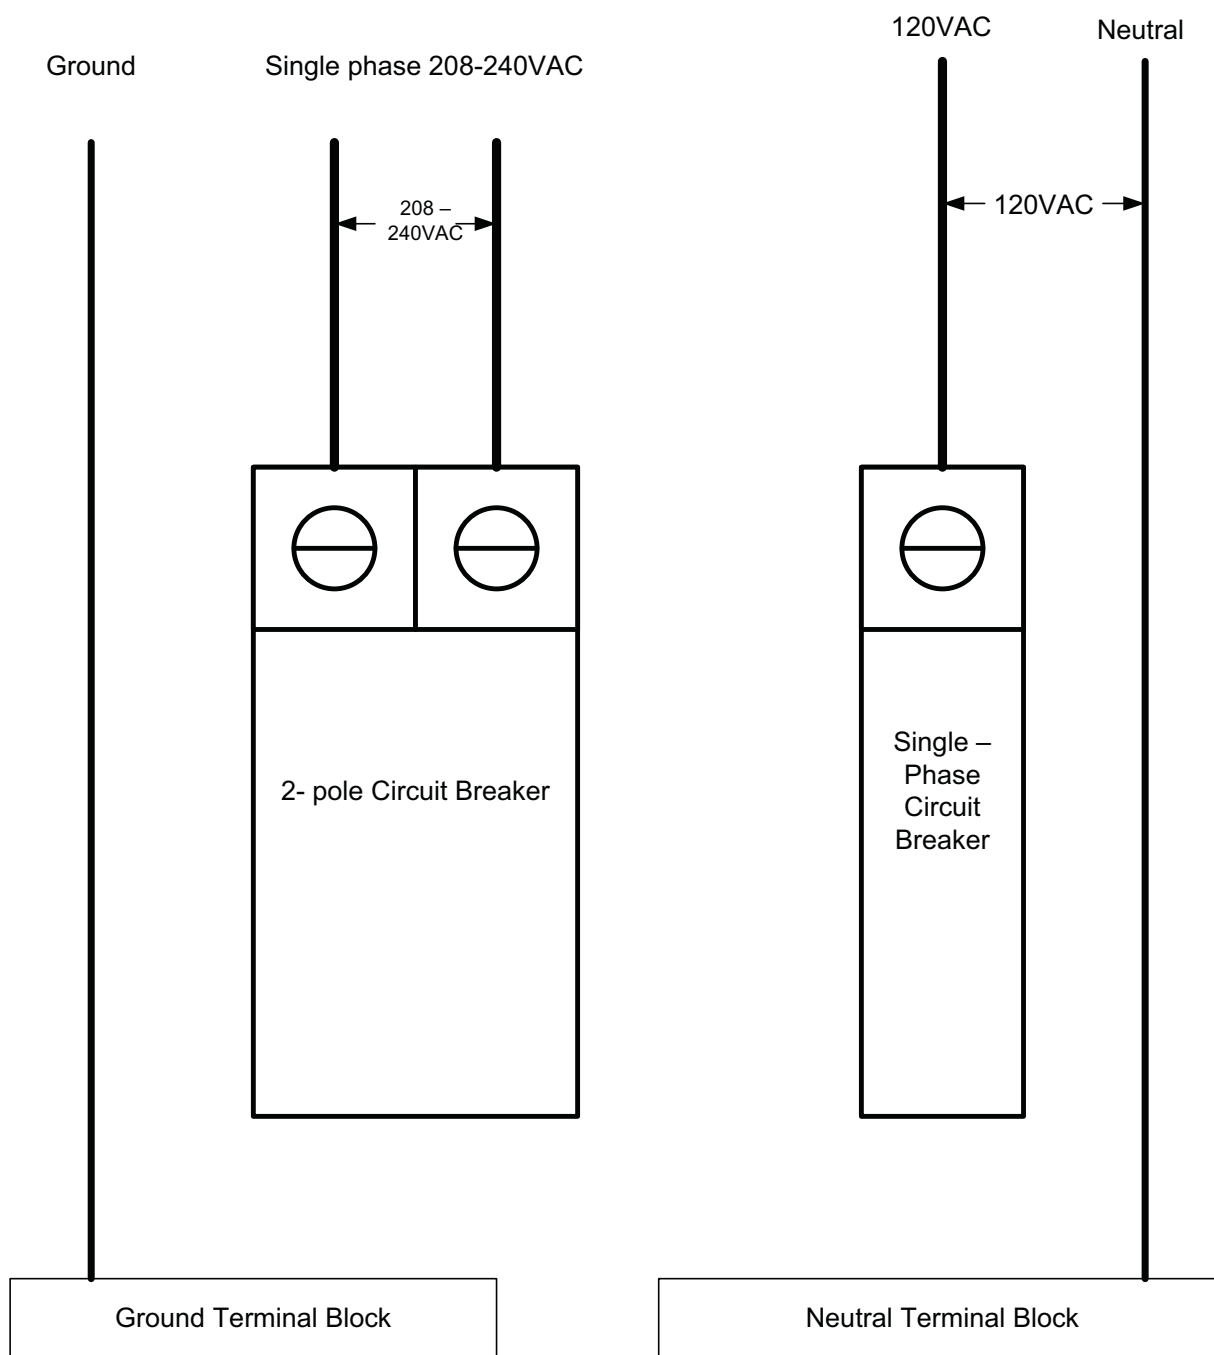 120VAC
Neutral
Ground
Single phase 208-240VAC
208 –
240VAC
120VAC
2- pole Circuit Breaker
Single –
Phase
Circuit
Breaker
Ground Terminal Block
Neutral Terminal Block